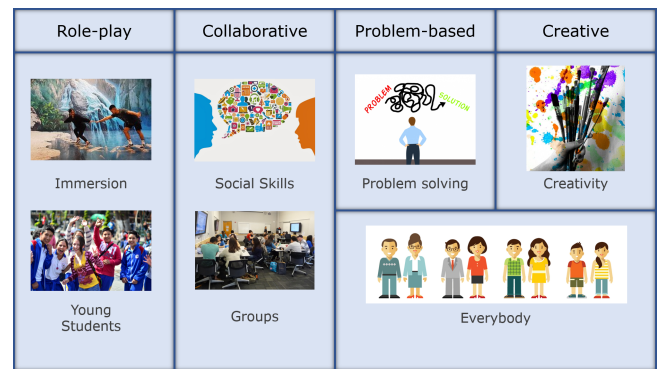 Role-play
Collaborative
Problem-based
Creative
Immersion
Social Skills
PROBLEM
SOLUTION
Problem solving
Creativity
Young
Students
Groups
Everybody